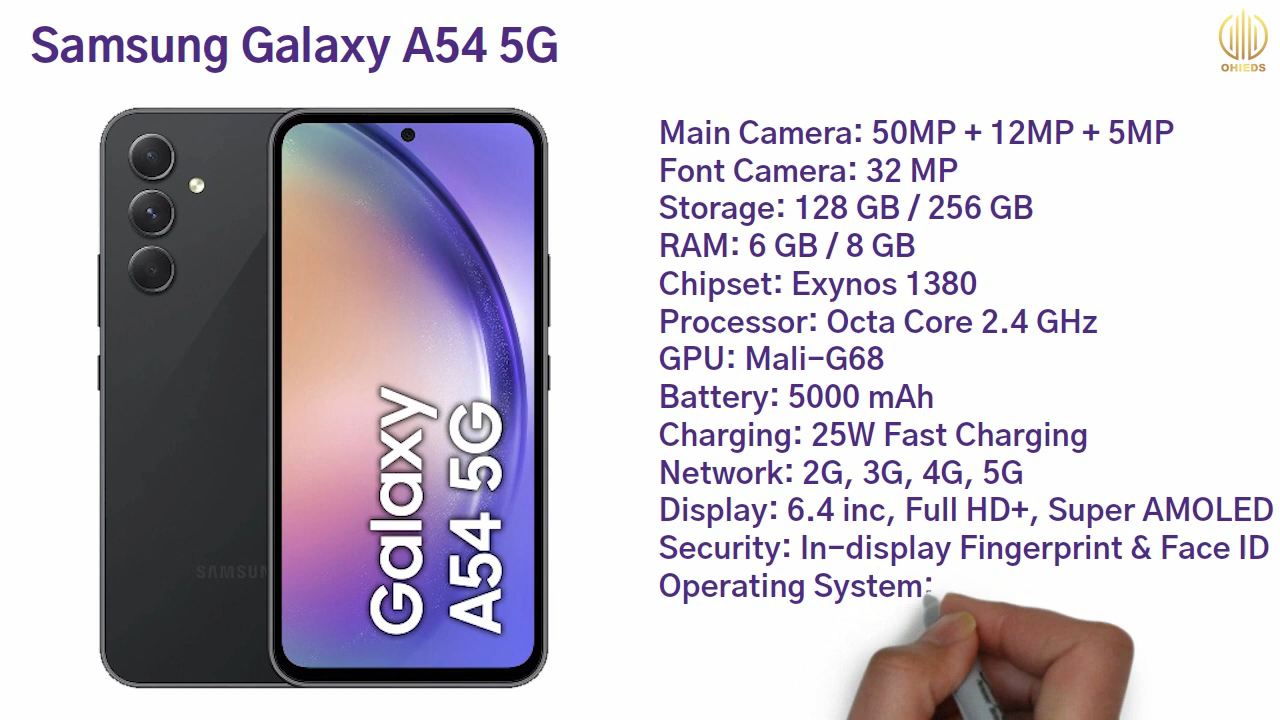 Samsung Galaxy A54 5G
OHIEDS
Main Camera: 50MP + 12MP + 5MP
Font Camera: 32 MP
Storage: 128 GB / 256 GB
RAM: 6 GB / 8 GB
Chipset: Exynos 1380
Processor: Octa Core 2.4 GHz
GPU: Mali-G68
Battery: 5000 mAh
Charging: 25W Fast Charging
Network: 2G, 3G, 4G, 5G
Display: 6.4 inc, Full HD+, Super AMOLED
Security: In-display Fingerprint & Face ID
Operating System:
Galaxy
A54 5G
SAMSUN